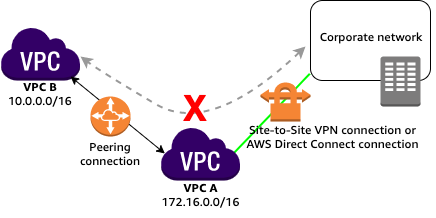 VPC
VPC B
10.0.0.0/16
Corporate network
X
Peering
connection
Site-to-Site VPN connection or
AWS Direct Connect connection
VPC
VPC A
172.16.0.0/16